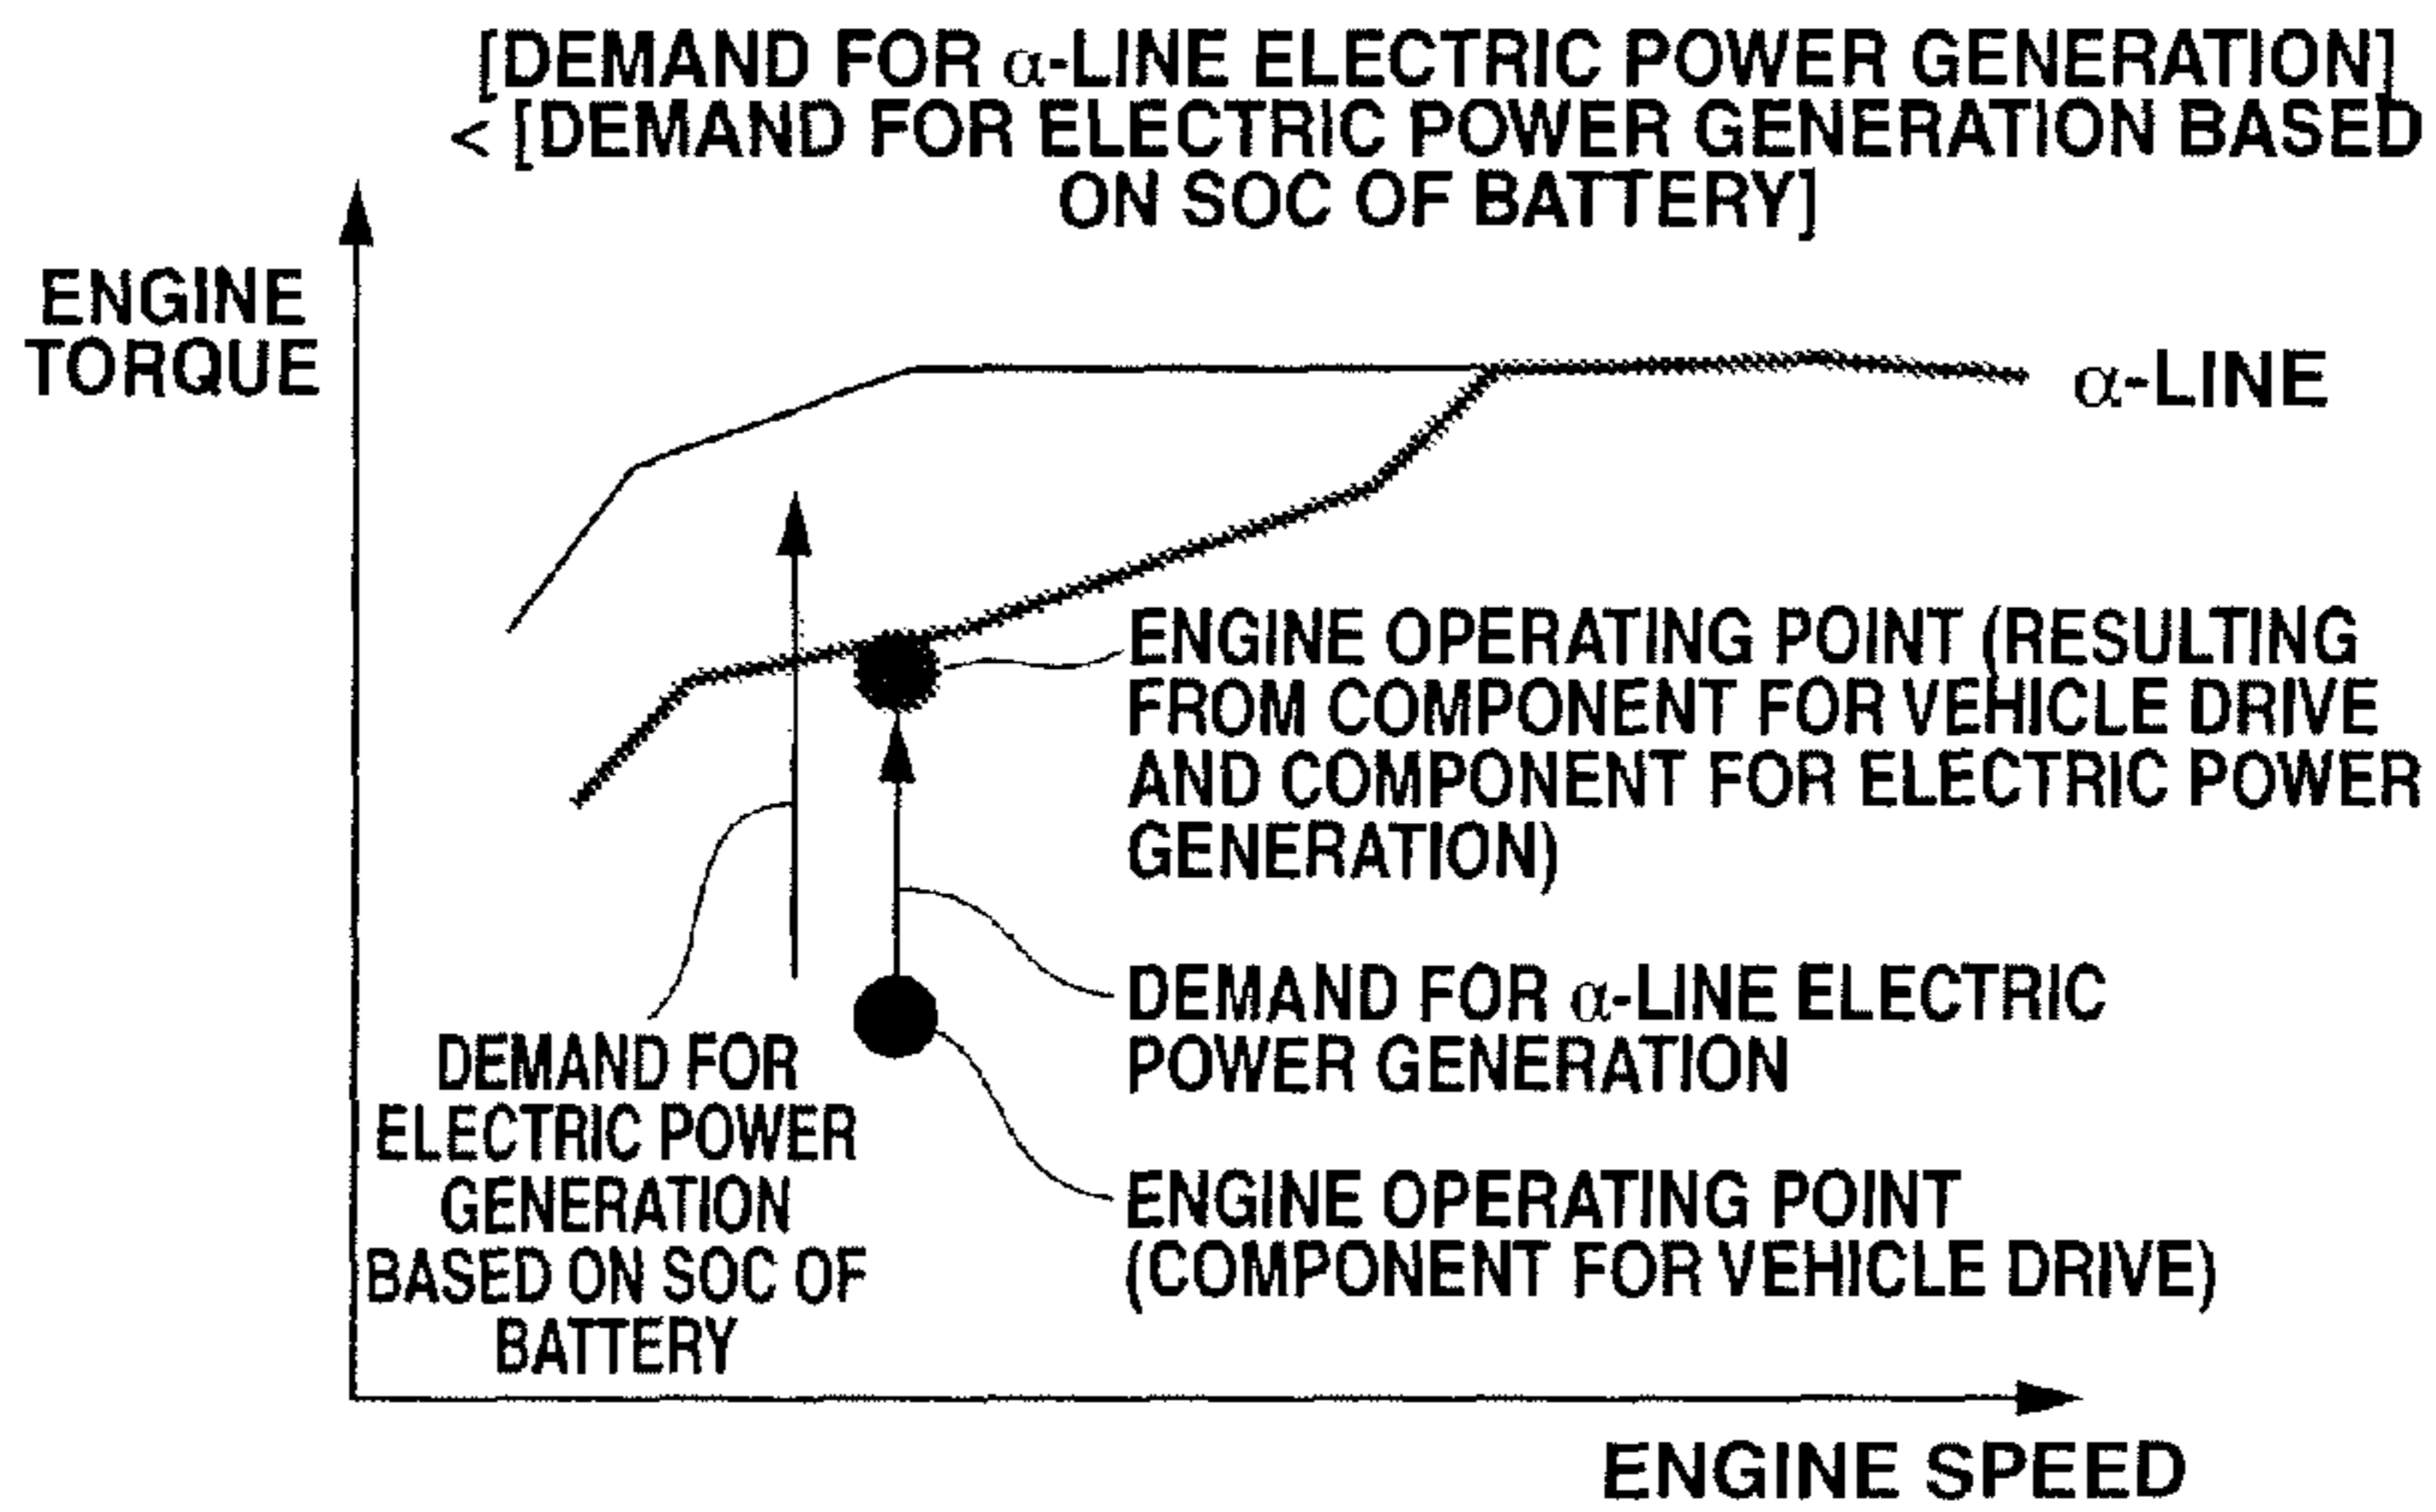 [DEMAND FOR α-LINE ELECTRIC POWER GENERATION]
< [DEMAND FOR ELECTRIC POWER GENERATION BASED
ON SOC OF BATTERY]
ENGINE
TORQUE
α-LINE
ENGINE OPERATING POINT (RESULTING
FROM COMPONENT FOR VEHICLE DRIVE
AND COMPONENT FOR ELECTRIC POWER
GENERATION)
DEMAND FOR α-LINE ELECTRIC
POWER GENERATION
DEMAND FOR
ELECTRIC POWER
GENERATION
BASED ON SOC OF
BATTERY
ENGINE OPERATING POINT
(COMPONENT FOR VEHICLE DRIVE)
ENGINE SPEED